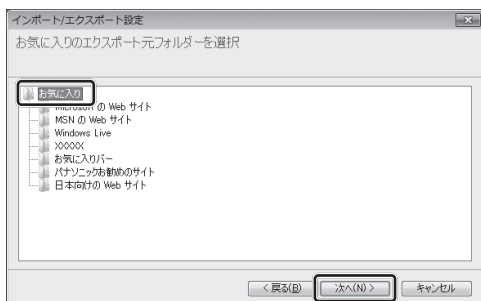 インポート/エクスポート設定
お気に入りのエクスポート元フォルダーを選択
お気に入り
Microsoft の Web サイト
MSN の Web サイト
Windows Live
XXXXX
お気に入りバー
パナソニックお勧めのサイト
日本向けの Web サイト
< 戻る(B) 次へ(N) > キャンセル